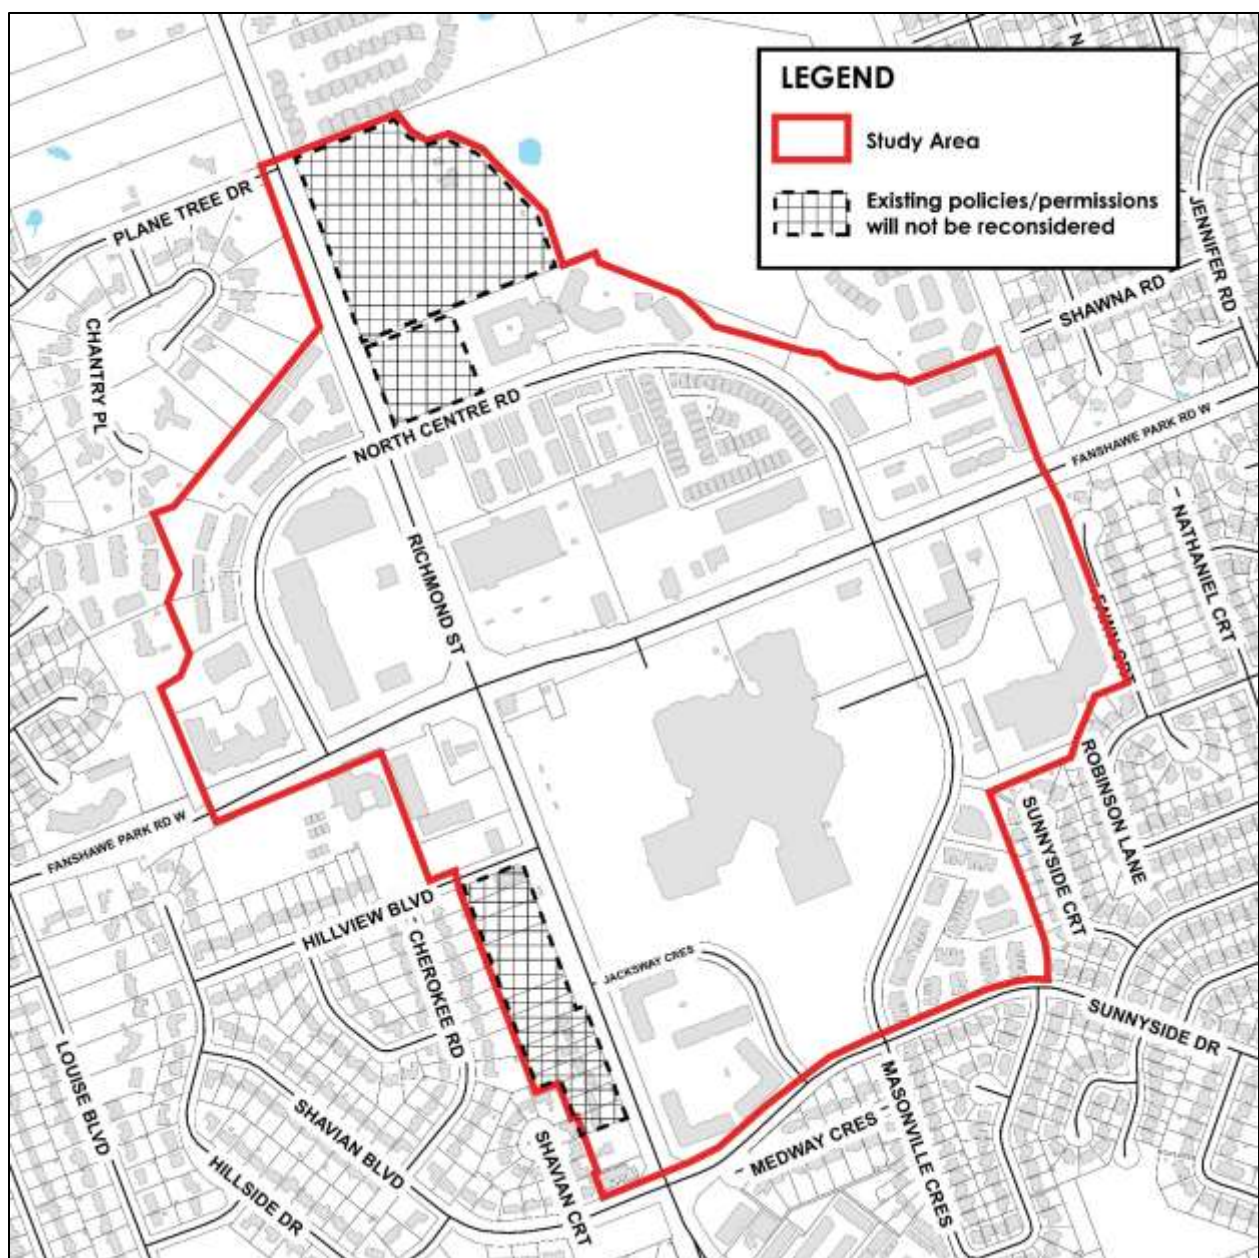 LEGEND
Study Area
Existing policies/permissions
will not be reconsidered
PLANE TREE DR
CHANTRY PL
JENNIFER RD
SHAWNA RD
NORTH CENTRE RD
FANSHAWE PARK RD W
RICHMOND ST
NATHANIEL CRT
FAWN CRT
ROBINSON LANE
SUNNYSIDE CRT
FANSHAWE PARK RD W
HILLVIEW BLVD
CHEROKEE RD
JACKSWAY CRES
SUNNYSIDE DR
LOUISE BLVD
SHAVIAN BLVD
HILLSIDE DR
SHAVIAN CRT
MEDWAY CRES
MASONVILLE CRES